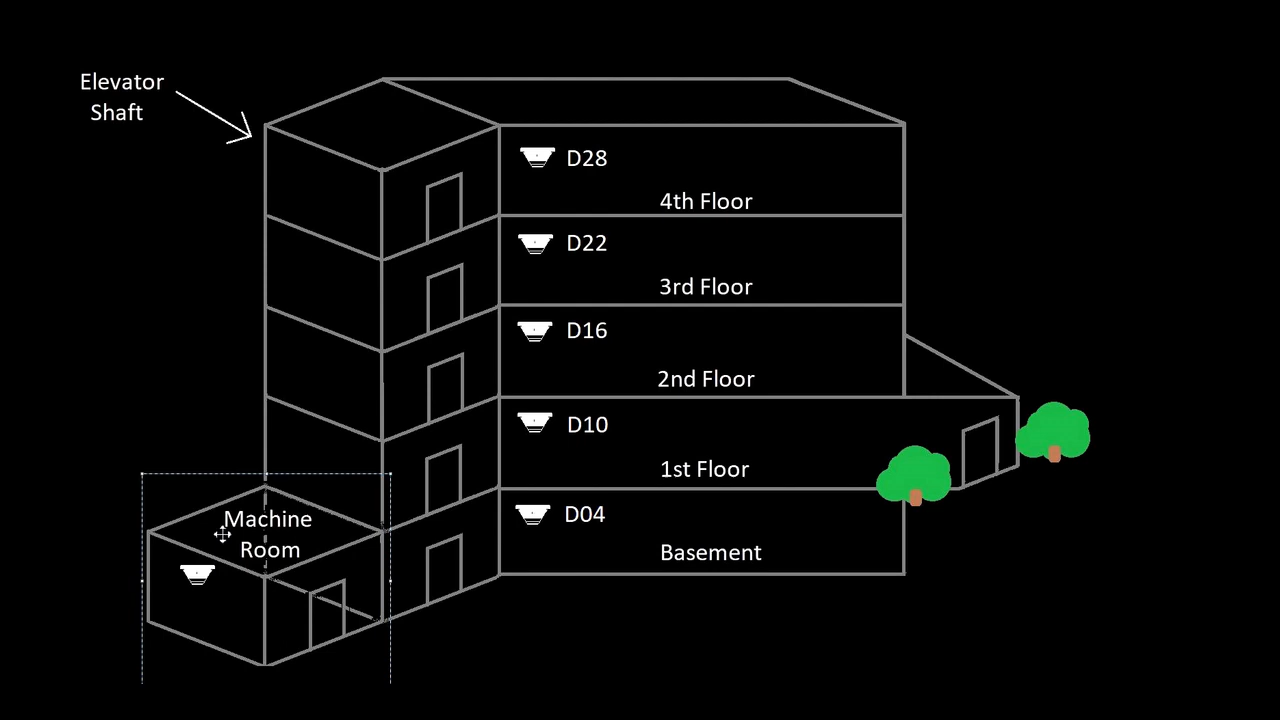 Elevator
Shaft
D28
4th Floor
D22
3rd Floor
D16
2nd Floor
D10
1st Floor
D04
Basement
Machine
Room